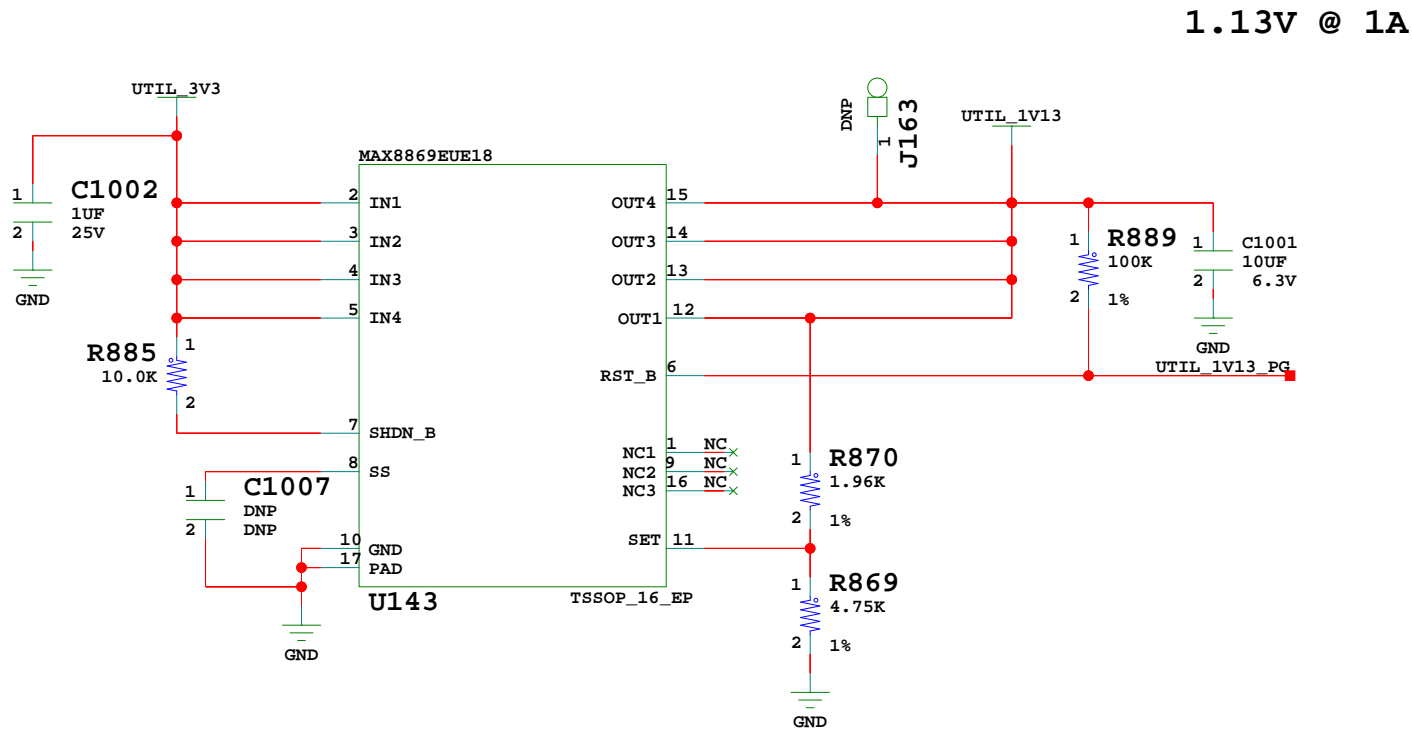 1.13V @ 1A
UTIL_3V3
DNP
1
J163
UTIL_1V13
MAX8869EUE18
1
C1002
1UF
25V
2
GND
2
IN1
3
IN2
4
IN3
5
IN4
OUT4
15
OUT3
14
OUT2
13
OUT1
12
1
R889
100K
2
1%
1
C1001
10UF
6.3V
2
GND
R885
1
10.0K
2
RST_B
6
UTIL_1V13_PG
7
SHDN_B
8
SS
NC1
1
NC
NC2
9
NC
NC3
16
NC
1
C1007
DNP
2
DNP
1
R870
1.96K
2
1%
10
GND
17
PAD
SET
11
U143
TSSOP_16_EP
GND
1
R869
4.75K
2
1%
GND